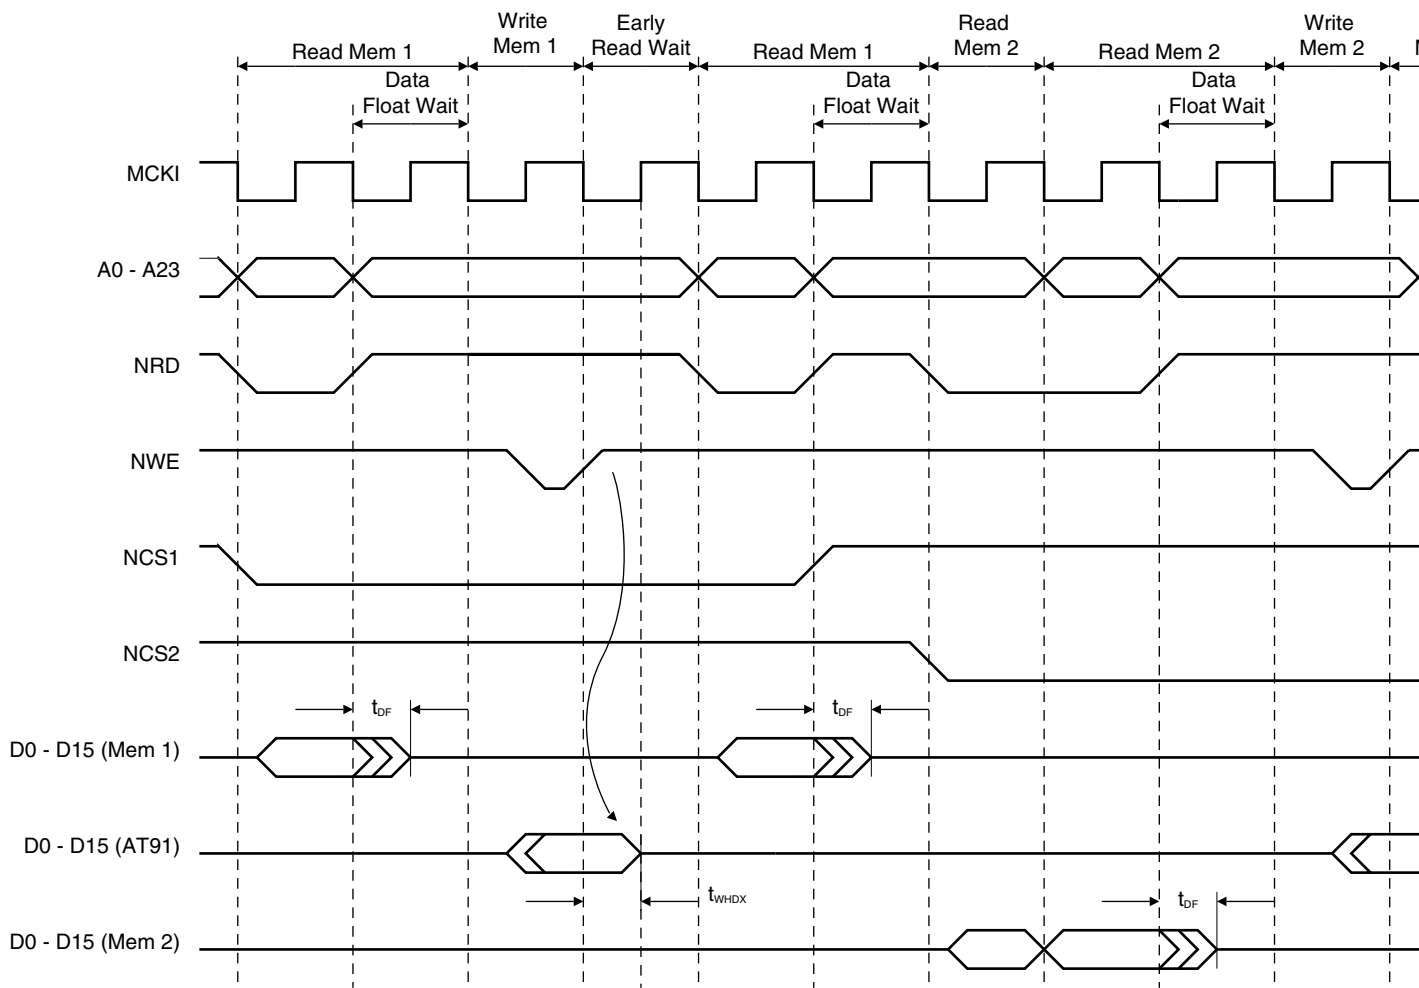 Read Mem 1
Write
Mem 1
Early
Read Wait
Read Mem 1
Read
Mem 2
Read Mem 2
Write
Mem 2
Data
Float Wait
Data
Float Wait
Data
Float Wait
MCKI
A0 - A23
NRD
NWE
NCS1
NCS2
tDF
tDF
D0 - D15 (Mem 1)
D0 - D15 (AT91)
tWHDX
tDF
D0 - D15 (Mem 2)